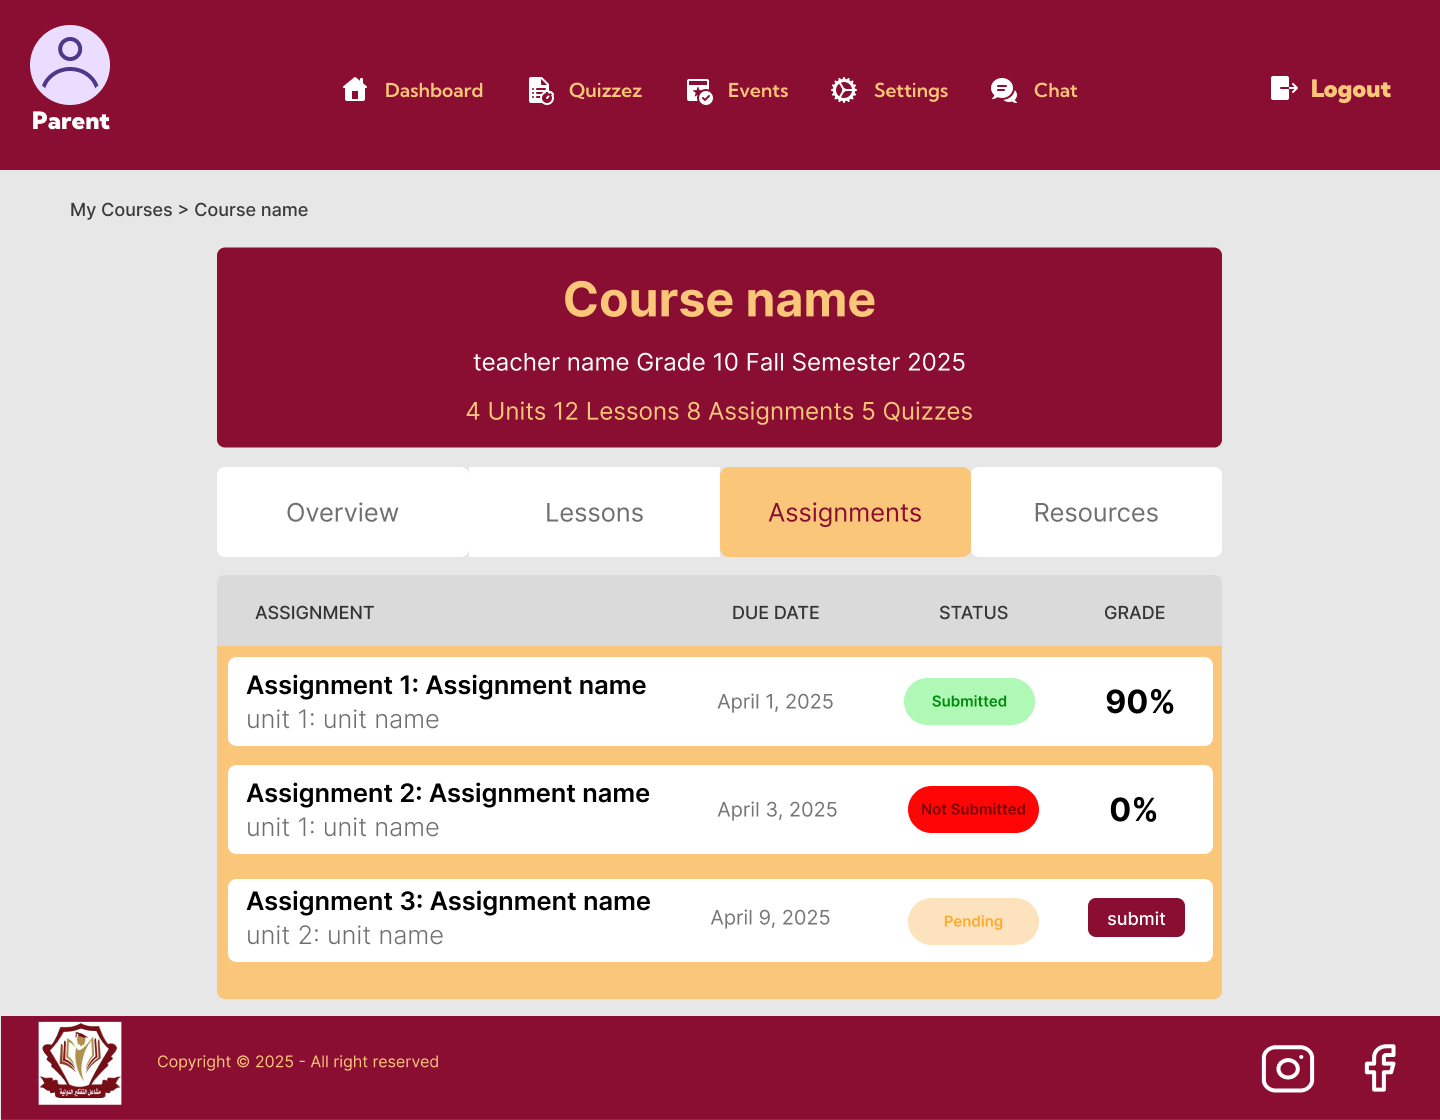 Parent
Dashboard
Quizzez
Events
Settings
Chat
Logout
My Courses > Course name
Course name
teacher name Grade 10 Fall Semester 2025
4 Units 12 Lessons 8 Assignments 5 Quizzes
Overview
Lessons
Assignments
Resources
ASSIGNMENT
DUE DATE
STATUS
GRADE
Assignment 1: Assignment name
unit 1: unit name
April 1, 2025
Submitted
90%
Assignment 2: Assignment name
unit 1: unit name
April 3, 2025
Not Submitted
0%
Assignment 3: Assignment name
unit 2: unit name
April 9, 2025
Pending
submit
مشاعل التفكير الدولية
Copyright © 2025 - All right reserved